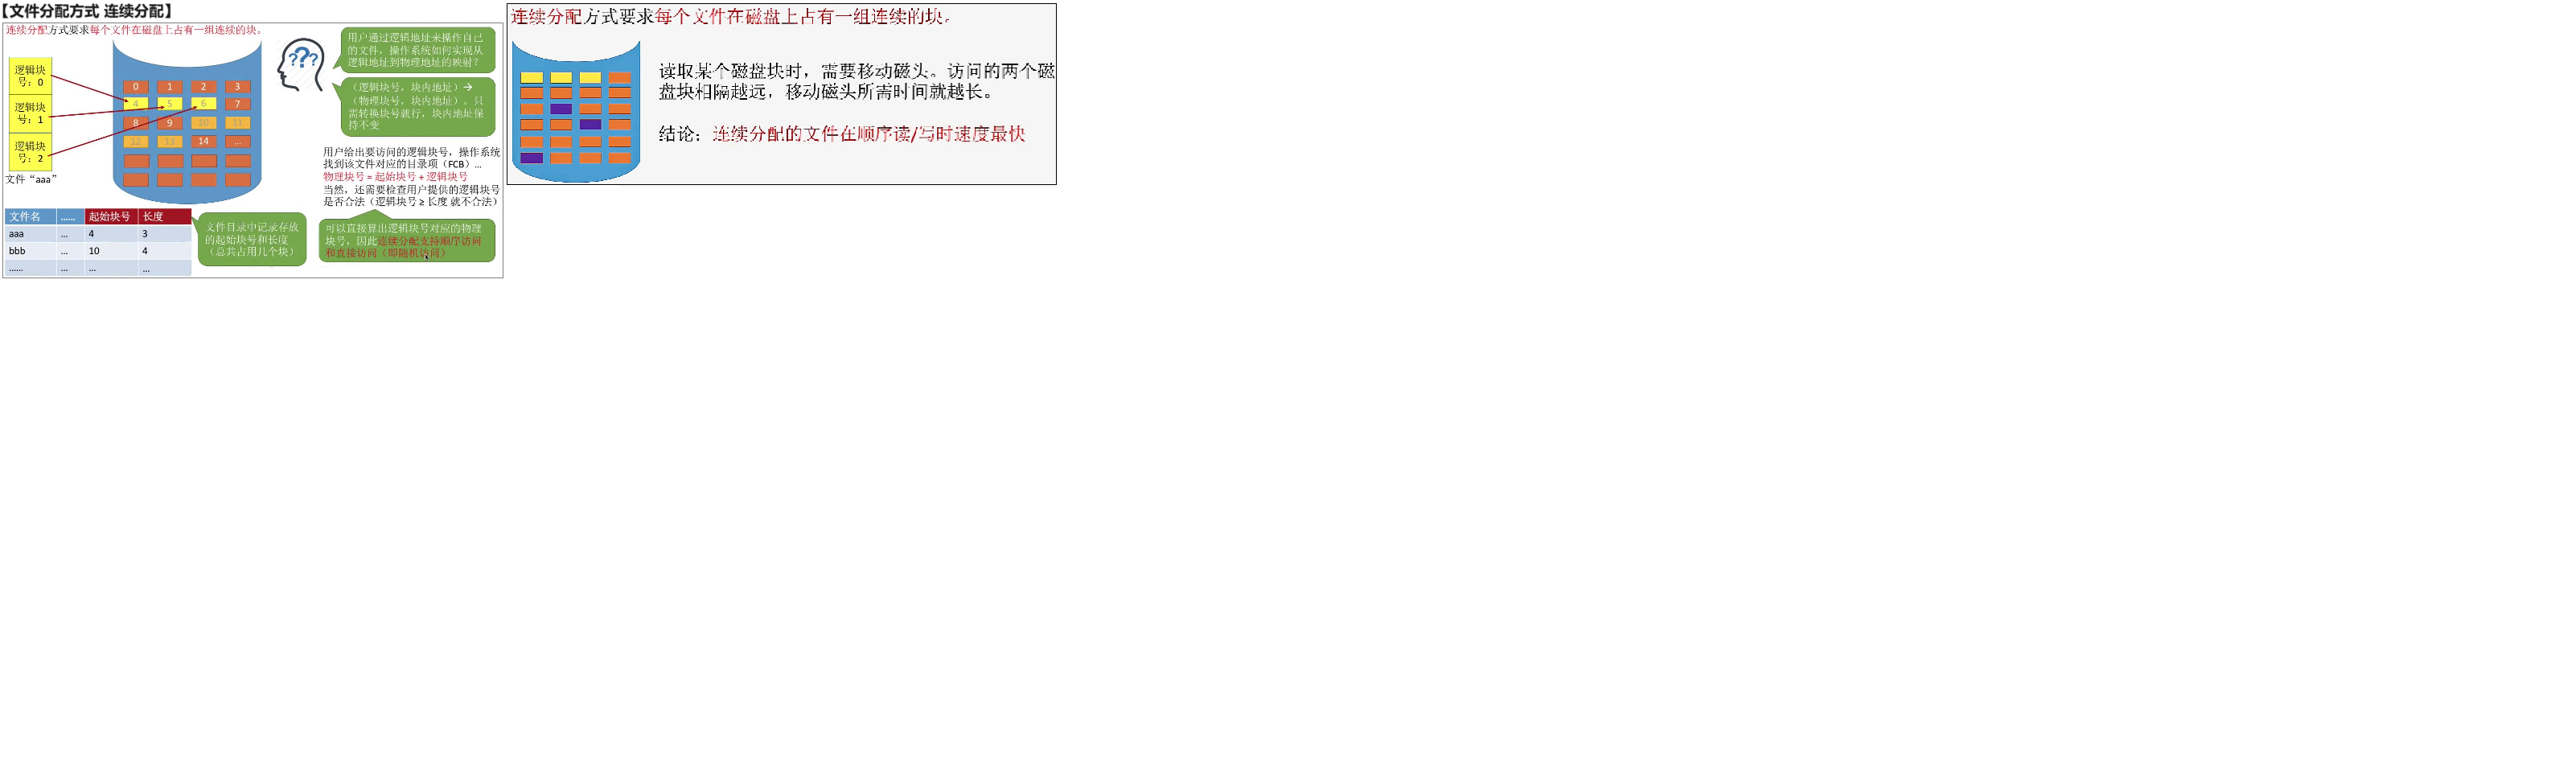 【文件分配方式 连续分配】
连续分配方式要求每个文件在磁盘上占有一组连续的块。
逻辑块
号：0
逻辑块
号：1
逻辑块
号：2
文件“aaa”
0 1 2 3
4 5 6 7
8 9 10 11
12 13 14 ...
???
用户通过逻辑地址来操作自己
的文件，操作系统如何实现从
逻辑地址到物理地址的映射？
（逻辑块号，块内地址）→
（物理块号，块内地址）。只
需转换块号就行，块内地址保
持不变
用户给出要访问的逻辑块号，操作系统
找到该文件对应的目录项（FCB）...
物理块号 = 起始块号 + 逻辑块号
当然，还需要检查用户提供的逻辑块号
是否合法（逻辑块号 ≥ 长度 就不合法）
文件名 ...... 起始块号 长度
aaa ... 4 3
bbb ... 10 4
...... ... ... ...
文件目录中记录存放
的起始块号和长度
（总共占用几个块）
可以直接算出逻辑块号对应的物理
块号，因此连续分配支持顺序访问
和直接访问（即随机访问）
连续分配方式要求每个文件在磁盘上占有一组连续的块。
读取某个磁盘块时，需要移动磁头。访问的两个磁
盘块相隔越远，移动磁头所需时间就越长。
结论：连续分配的文件在顺序读/写时速度最快